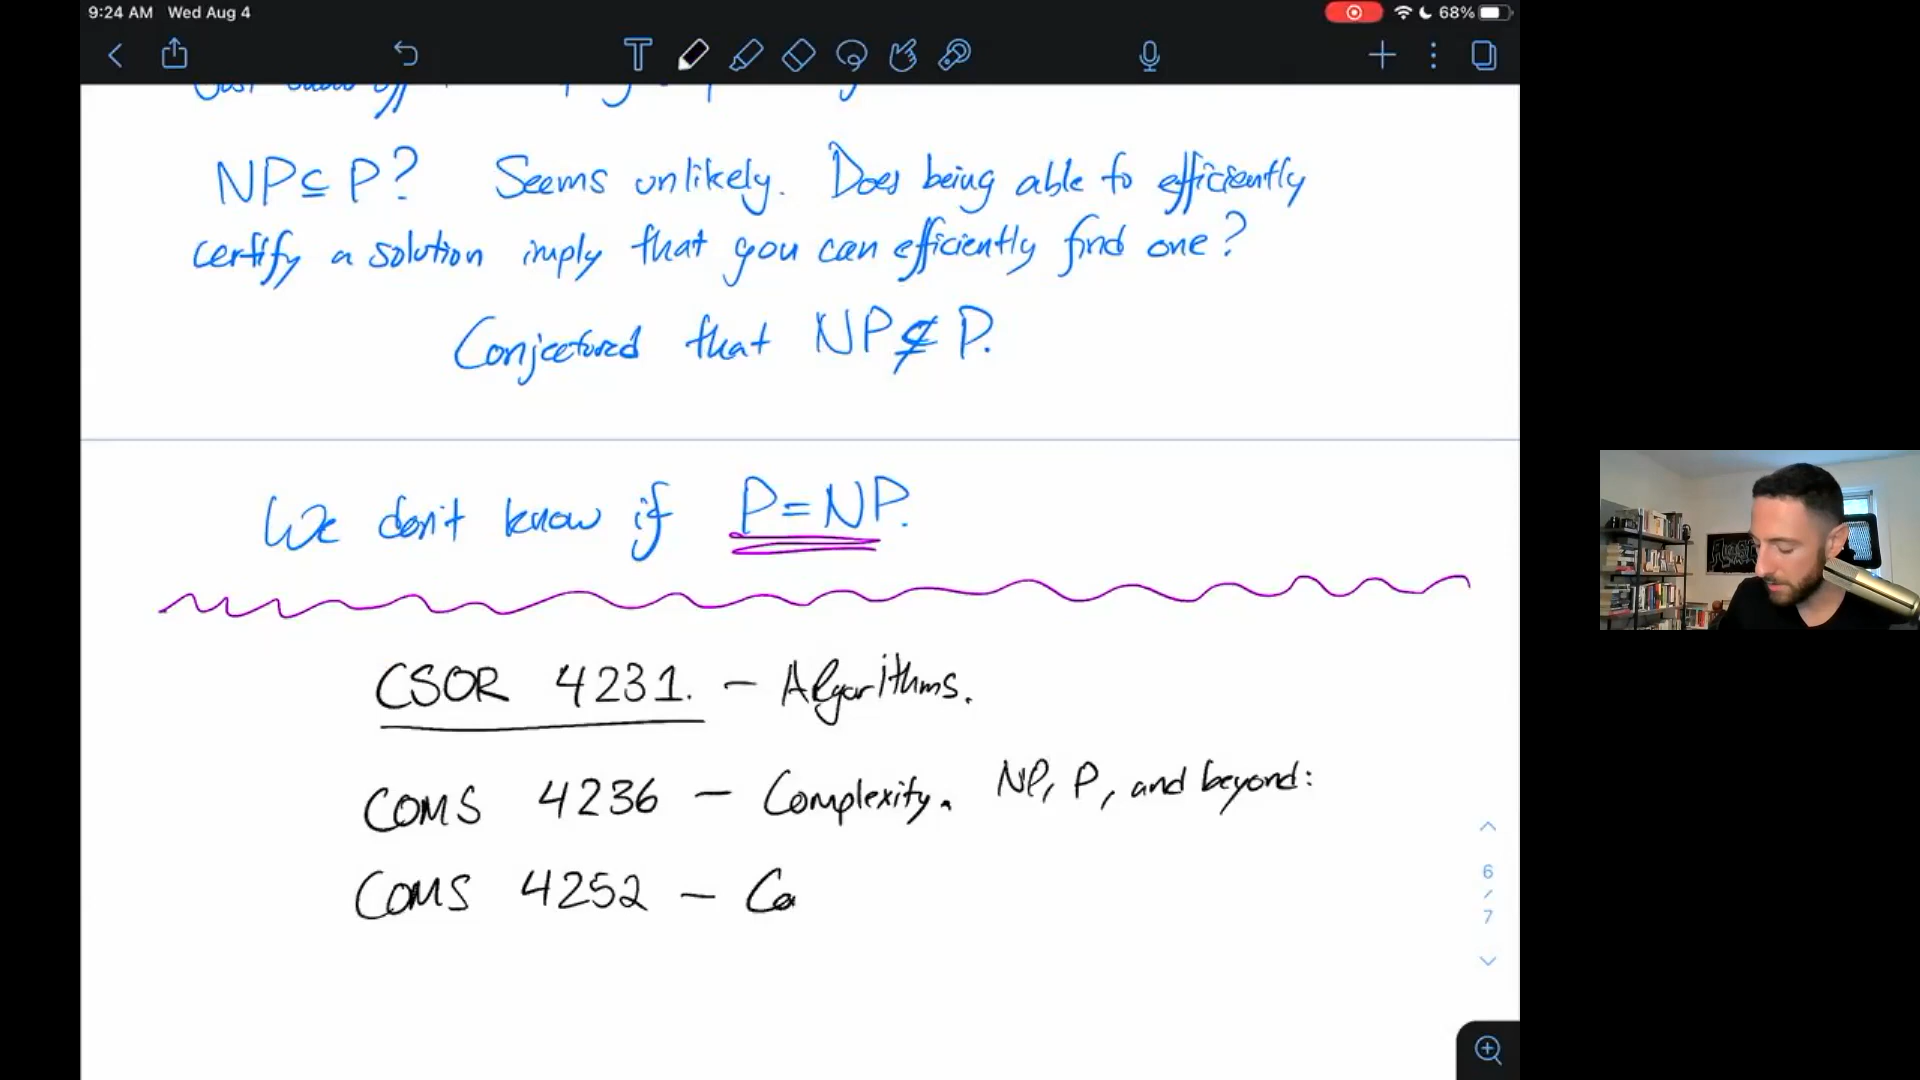 9:24 AM Wed Aug 4
68%
NP ⊆ P? Seems unlikely. Does being able to efficiently
certify a solution imply that you can efficiently find one?
Conjectured that NP ⊈ P.
We don't know if P=NP.
CSOR 4231. – Algorithms.
COMS 4236 – Complexity. NP, P, and beyond:
COMS 4252 – Co
6
/
7